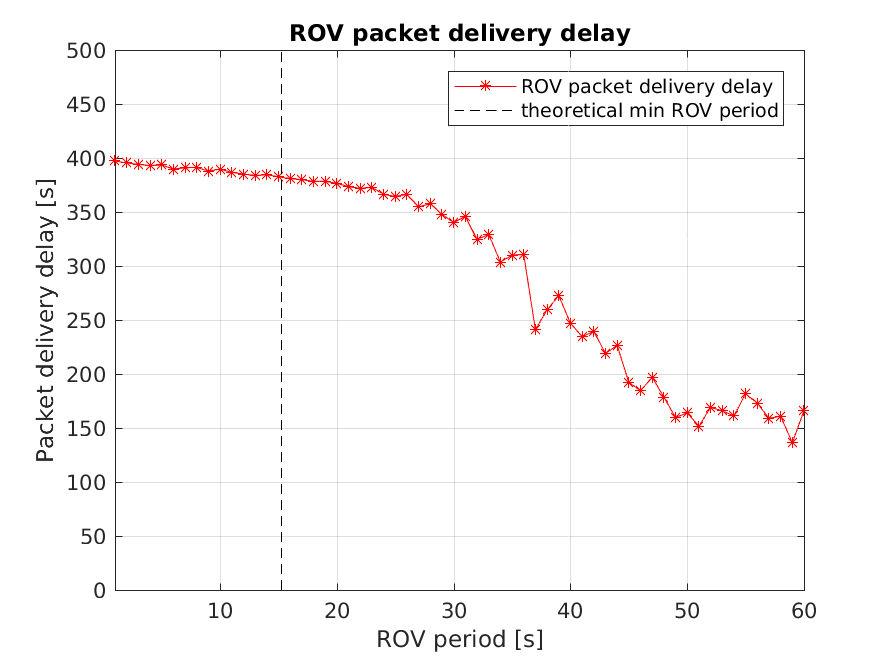 ROV packet delivery delay
500
450
400
350
300
250
200
150
100
50
0
Packet delivery delay [s]
ROV packet delivery delay
theoretical min ROV period
10 20 30 40 50 60
ROV period [s]